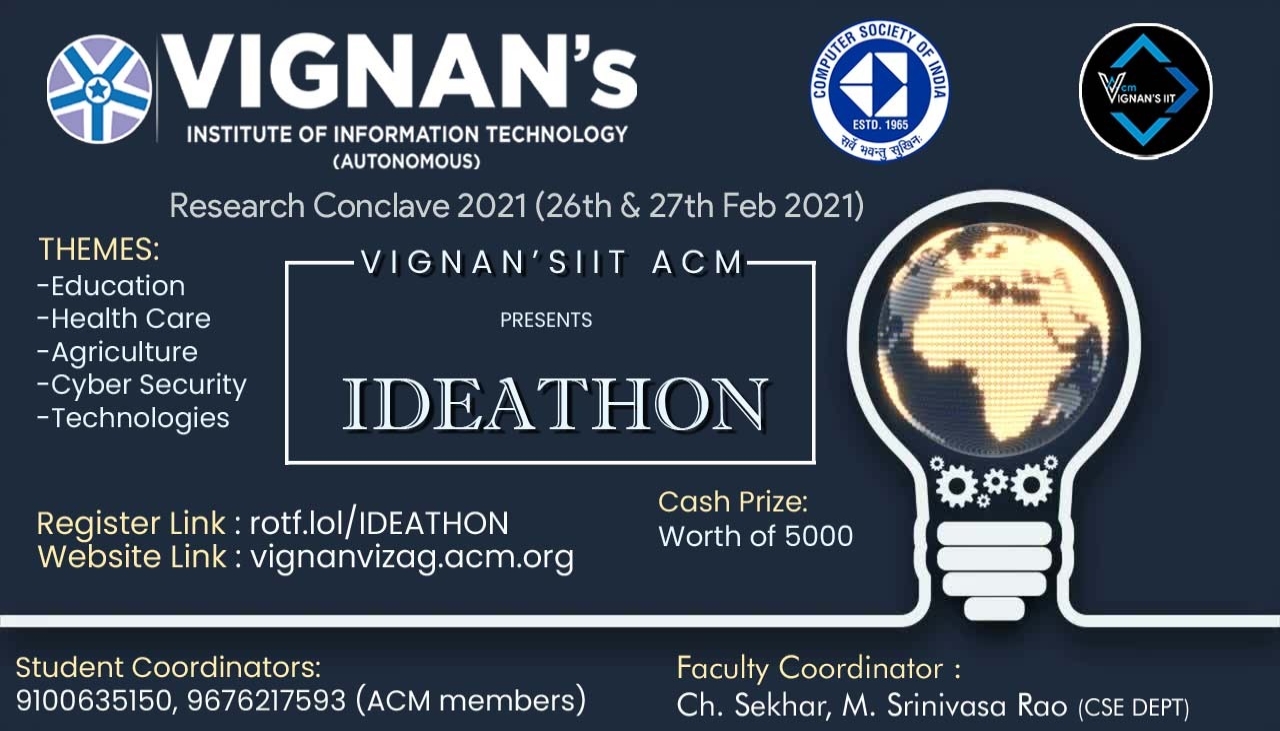 VIGNAN's
INSTITUTE OF INFORMATION TECHNOLOGY
(AUTONOMOUS)
COMPUTER SOCIETY OF INDIA
ESTD. 1965
सर्वे भवन्तु सुखिनः
cm
VIGNAN'S IIT
Research Conclave 2021 (26th & 27th Feb 2021)
THEMES:
-Education
-Health Care
-Agriculture
-Cyber Security
-Technologies
VIGNAN'SIIT ACM
PRESENTS
IDEATHON
Register Link : rotf.lol/IDEATHON
Website Link : vignanvizag.acm.org
Cash Prize:
Worth of 5000
Student Coordinators:
9100635150, 9676217593 (ACM members)
Faculty Coordinator :
Ch. Sekhar, M. Srinivasa Rao (CSE DEPT)